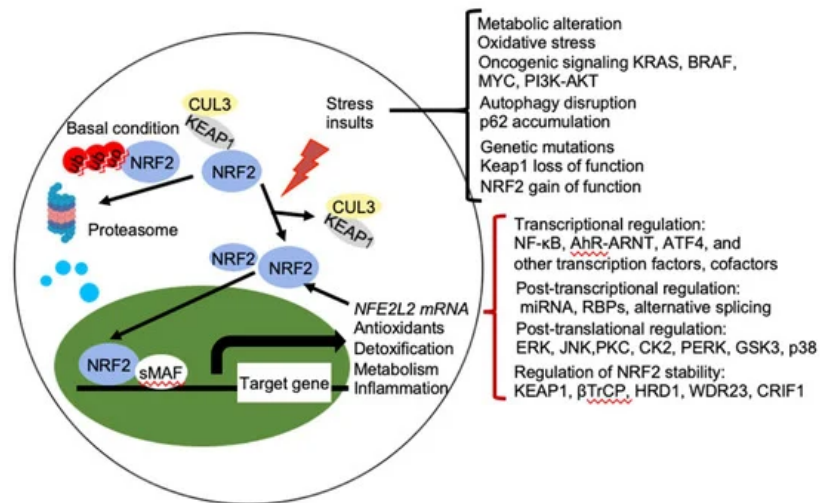 CUL3
KEAP1
Basal condition
Ub Ub Ub
NRF2
NRF2
Proteasome
Stress
insults
CUL3
KEAP1
NRF2
NRF2
NFE2L2 mRNA
Antioxidants
Detoxification
Metabolism
Inflammation
NRF2
sMAF
Target gene
Metabolic alteration
Oxidative stress
Oncogenic signaling KRAS, BRAF,
MYC, PI3K-AKT
Autophagy disruption
p62 accumulation
Genetic mutations
Keap1 loss of function
NRF2 gain of function
Transcriptional regulation:
NF-κB, AhR-ARNT, ATF4, and
other transcription factors, cofactors
Post-transcriptional regulation:
miRNA, RBPs, alternative splicing
Post-translational regulation:
ERK, JNK,PKC, CK2, PERK, GSK3, p38
Regulation of NRF2 stability:
KEAP1, βTrCP, HRD1, WDR23, CRIF1